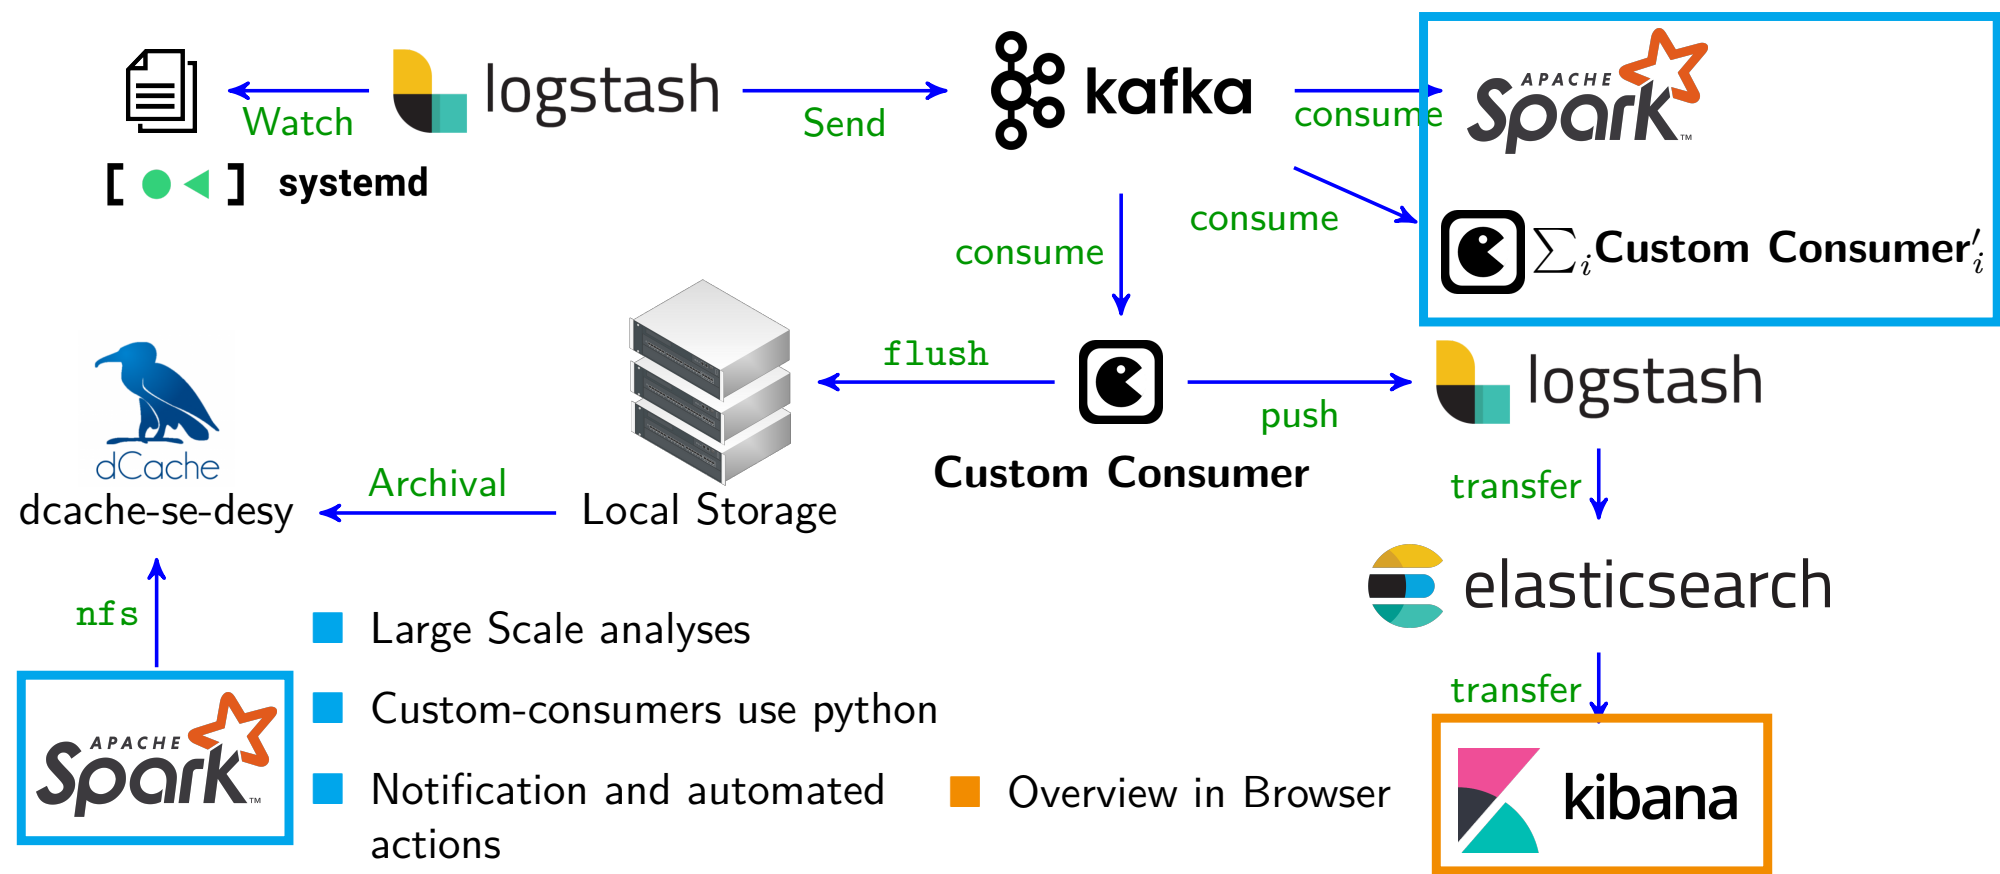 logstash
kafka
APACHE
Spark™
Watch
Send
consume
[ ] systemd
consume
consume
∑ᵢCustom Consumer′ᵢ
flush
logstash
push
dCache
Custom Consumer
Archival
transfer
dcache-se-desy
Local Storage
elasticsearch
nfs
Large Scale analyses
transfer
Custom-consumers use python
APACHE
Spark™
Notification and automated
actions
Overview in Browser
kibana